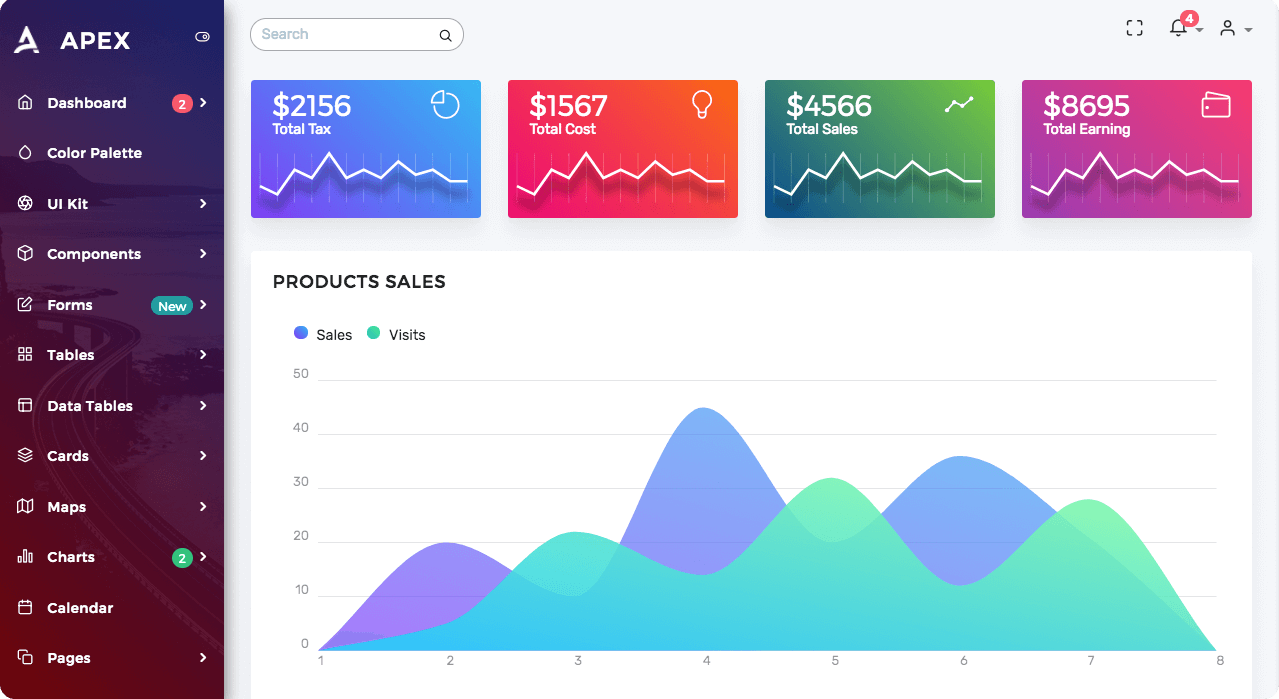 APEX
Dashboard 2
Color Palette
UI Kit
Components
Forms New
Tables
Data Tables
Cards
Maps
Charts 2
Calendar
Pages
Search
4
$2156
Total Tax
$1567
Total Cost
$4566
Total Sales
$8695
Total Earning
PRODUCTS SALES
Sales Visits
50
40
30
20
10
0
1 2 3 4 5 6 7 8